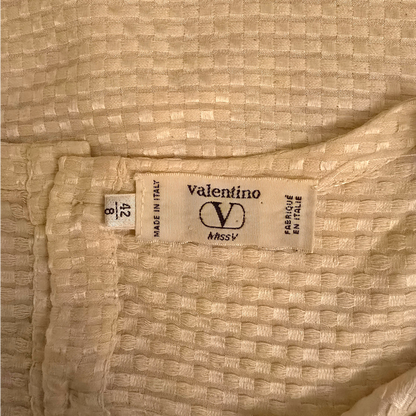 42
8
MADE IN ITALY
valentino
V
MissV
FABRIQUÉ
EN ITALIE